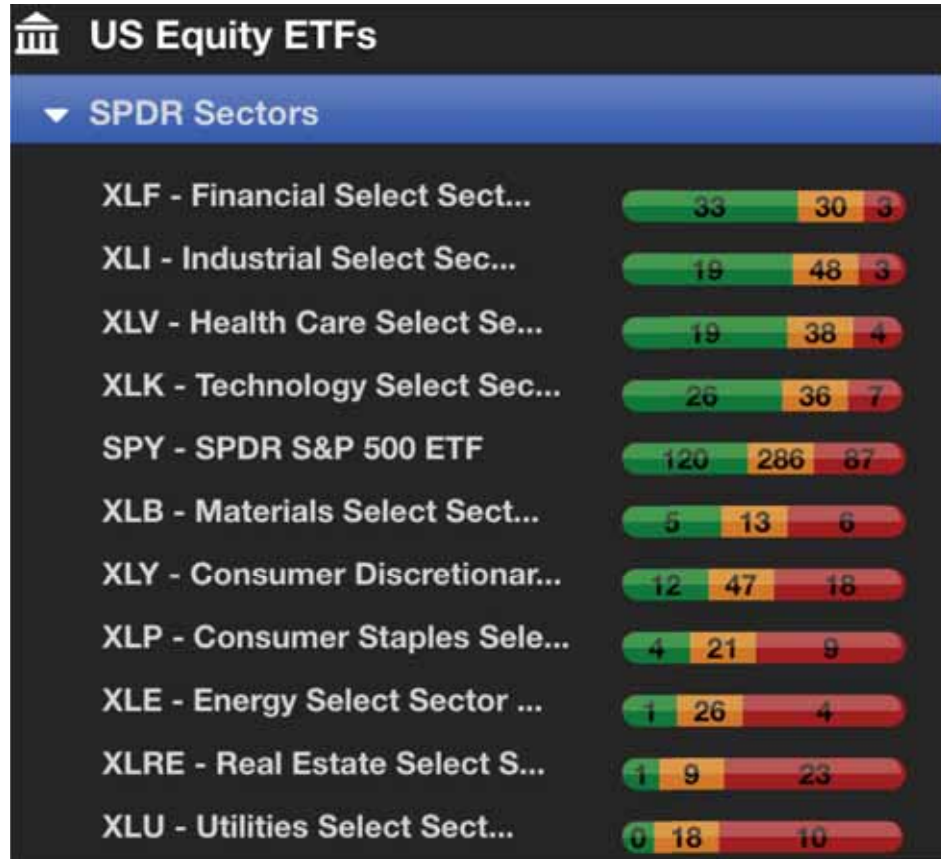 US Equity ETFs
SPDR Sectors
XLF - Financial Select Sect... 33 30 3
XLI - Industrial Select Sec... 19 48 3
XLV - Health Care Select Se... 19 38 4
XLK - Technology Select Sec... 26 36 7
SPY - SPDR S&P 500 ETF 120 286 87
XLB - Materials Select Sect... 5 13 6
XLY - Consumer Discretionar... 12 47 18
XLP - Consumer Staples Sele... 4 21 9
XLE - Energy Select Sector ... 1 26 4
XLRE - Real Estate Select S... 1 9 23
XLU - Utilities Select Sect... 0 18 10